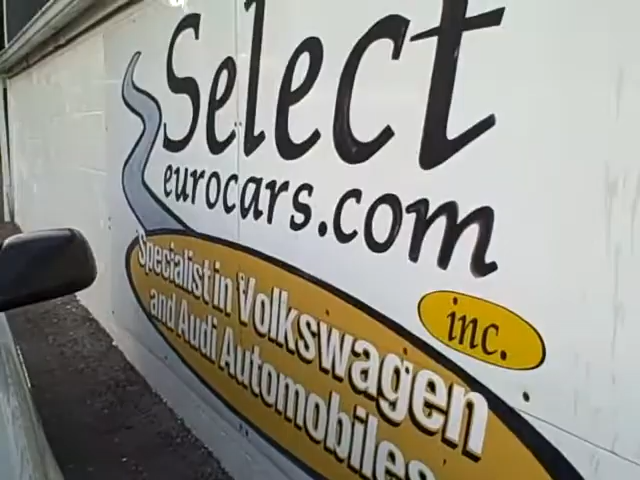 Select
eurocars.com
inc.
Specialist in Volkswagen
and Audi Automobiles